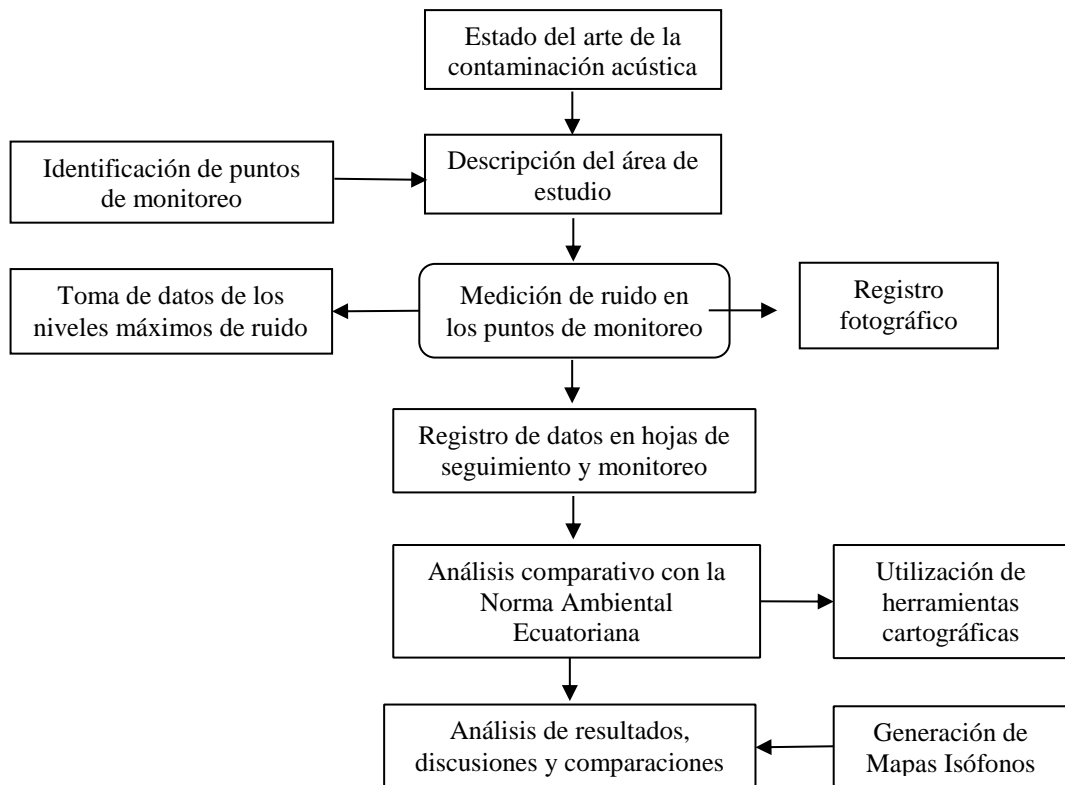 Estado del arte de la
contaminación acústica
Identificación de puntos
de monitoreo
Descripción del área de
estudio
Toma de datos de los
niveles máximos de ruido
Medición de ruido en
los puntos de monitoreo
Registro
fotográfico
Registro de datos en hojas de
seguimiento y monitoreo
Análisis comparativo con la
Norma Ambiental
Ecuatoriana
Utilización de
herramientas
cartográficas
Análisis de resultados,
discusiones y comparaciones
Generación de
Mapas Isófonos